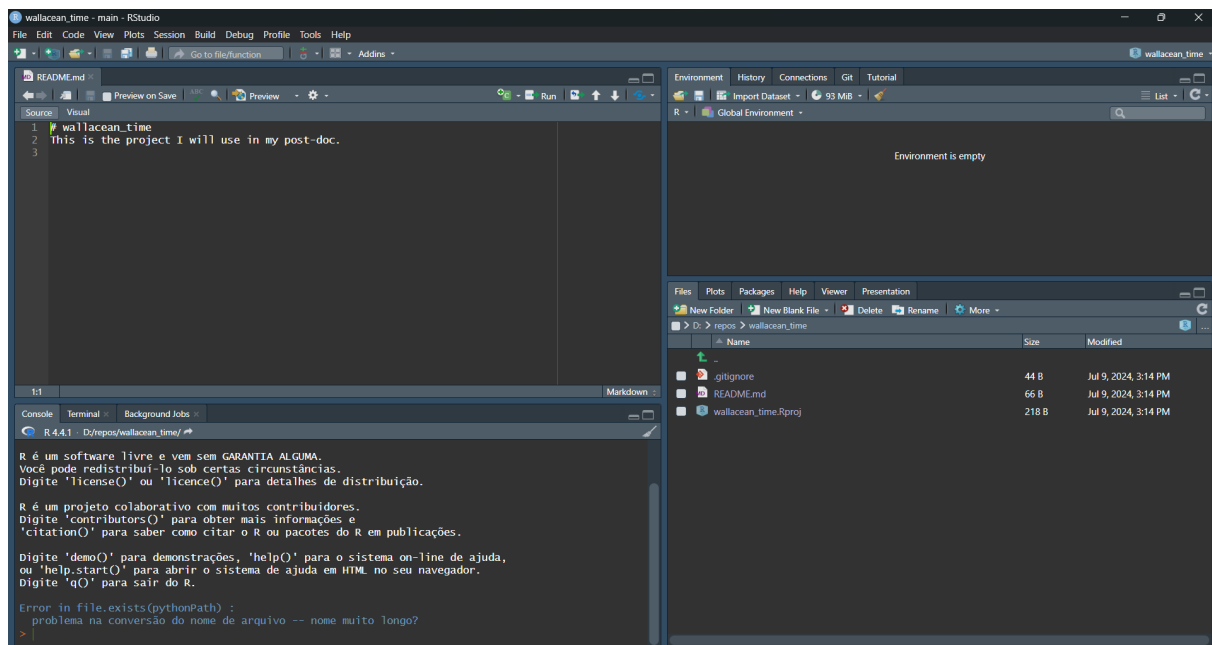 wallacean_time - main - RStudio
File Edit Code View Plots Session Build Debug Profile Tools Help
Go to file/function Addins wallacean_time
README.md
Preview on Save ABC Preview Run
Source Visual
1 # wallacean_time
2 This is the project I will use in my post-doc.
3
1:1 Markdown
Console Terminal Background Jobs
R 4.4.1 · D:/repos/wallacean_time/
R é um software livre e vem sem GARANTIA ALGUMA.
Você pode redistribuí-lo sob certas circunstâncias.
Digite 'license()' ou 'licence()' para detalhes de distribuição.
R é um projeto colaborativo com muitos contribuidores.
Digite 'contributors()' para obter mais informações e
'citation()' para saber como citar o R ou pacotes do R em publicações.
Digite 'demo()' para demonstrações, 'help()' para o sistema on-line de ajuda,
ou 'help.start()' para abrir o sistema de ajuda em HTML no seu navegador.
Digite 'q()' para sair do R.
Error in file.exists(pythonPath) :
problema na conversão do nome de arquivo -- nome muito longo?
>
Environment History Connections Git Tutorial
Import Dataset 93 MiB List
R Global Environment
Environment is empty
Files Plots Packages Help Viewer Presentation
New Folder New Blank File Delete Rename More
D: > repos > wallacean_time ...
Name Size Modified
..
.gitignore 44 B Jul 9, 2024, 3:14 PM
README.md 66 B Jul 9, 2024, 3:14 PM
wallacean_time.Rproj 218 B Jul 9, 2024, 3:14 PM